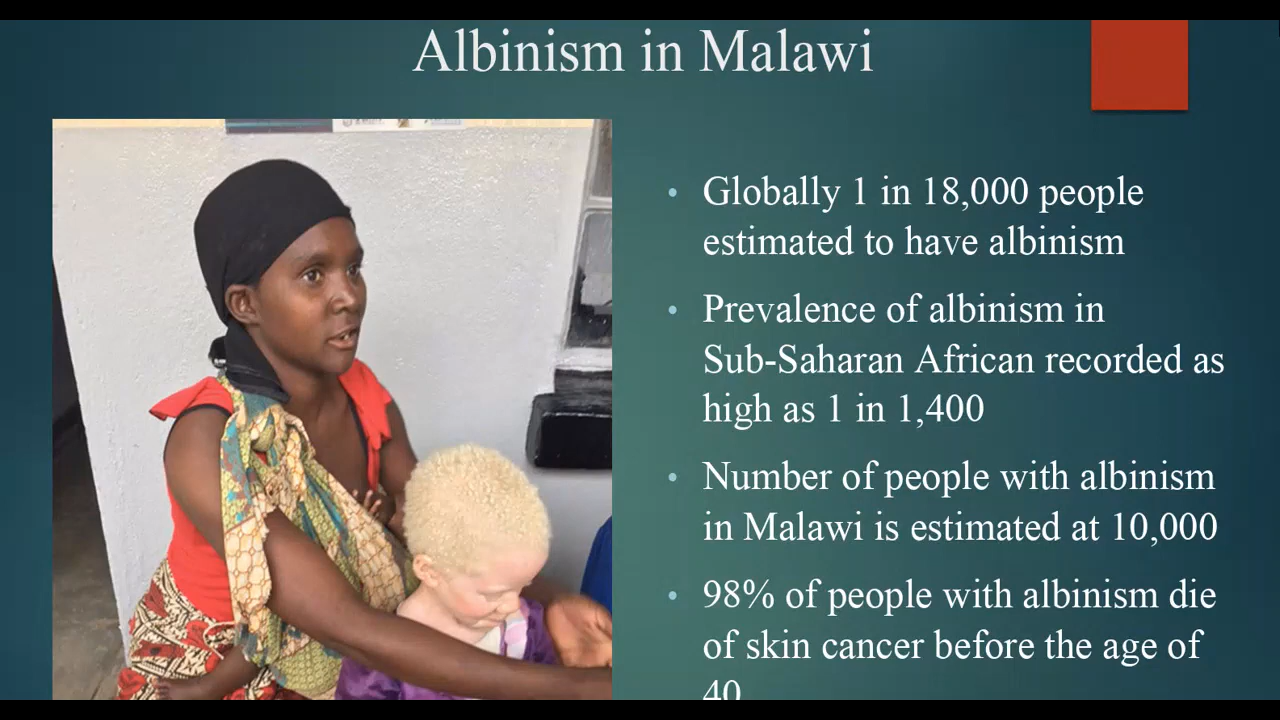 Albinism in Malawi
• Globally 1 in 18,000 people
estimated to have albinism
• Prevalence of albinism in
Sub-Saharan African recorded as
high as 1 in 1,400
• Number of people with albinism
in Malawi is estimated at 10,000
• 98% of people with albinism die
of skin cancer before the age of
40